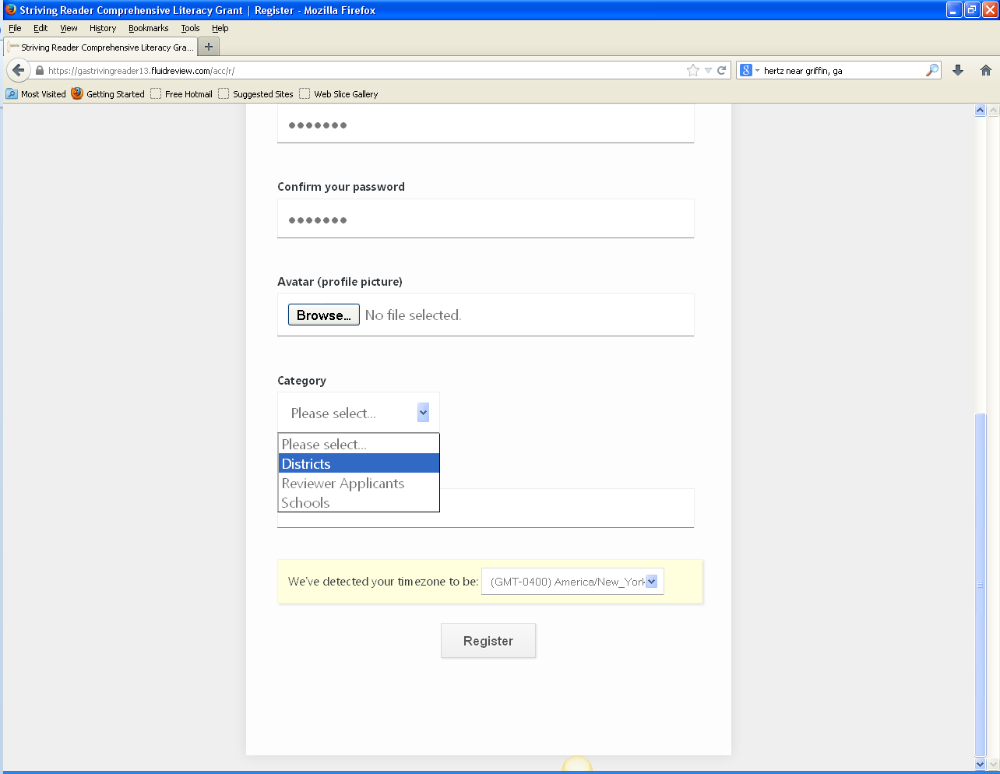 Striving Reader Comprehensive Literacy Grant | Register - Mozilla Firefox
File Edit View History Bookmarks Tools Help
Striving Reader Comprehensive Literacy Gra... +
https://gastrivingreader13.fluidreview.com/acc/r/ 8 hertz near griffin, ga
Most Visited Getting Started Free Hotmail Suggested Sites Web Slice Gallery
•••••••
Confirm your password
•••••••
Avatar (profile picture)
Browse... No file selected.
Category
Please select...
Please select...
Districts
Reviewer Applicants
Schools
We've detected your timezone to be: (GMT-0400) America/New_York
Register